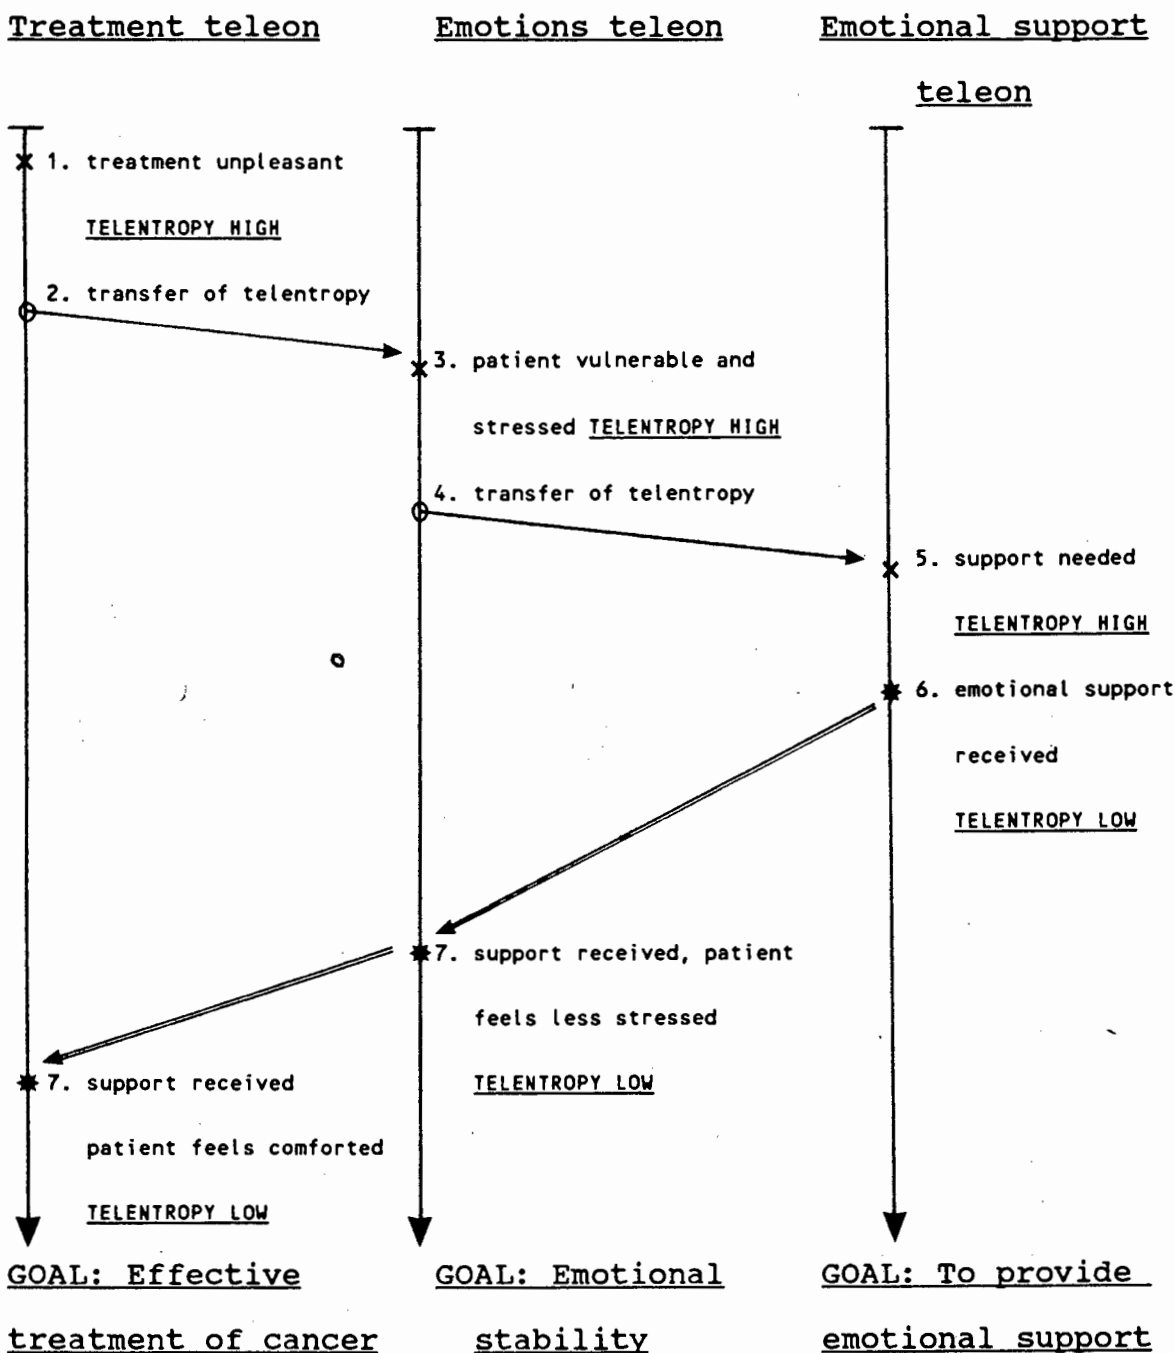 Treatment teleon
Emotions teleon
Emotional support
teleon
1. treatment unpleasant
TELENTROPY HIGH
2. transfer of telentropy
3. patient vulnerable and
stressed TELENTROPY HIGH
4. transfer of telentropy
5. support needed
TELENTROPY HIGH
6. emotional support
received
TELENTROPY LOW
7. support received, patient
feels less stressed
TELENTROPY LOW
7. support received
patient feels comforted
TELENTROPY LOW
GOAL: Effective
treatment of cancer
GOAL: Emotional
stability
GOAL: To provide
emotional support